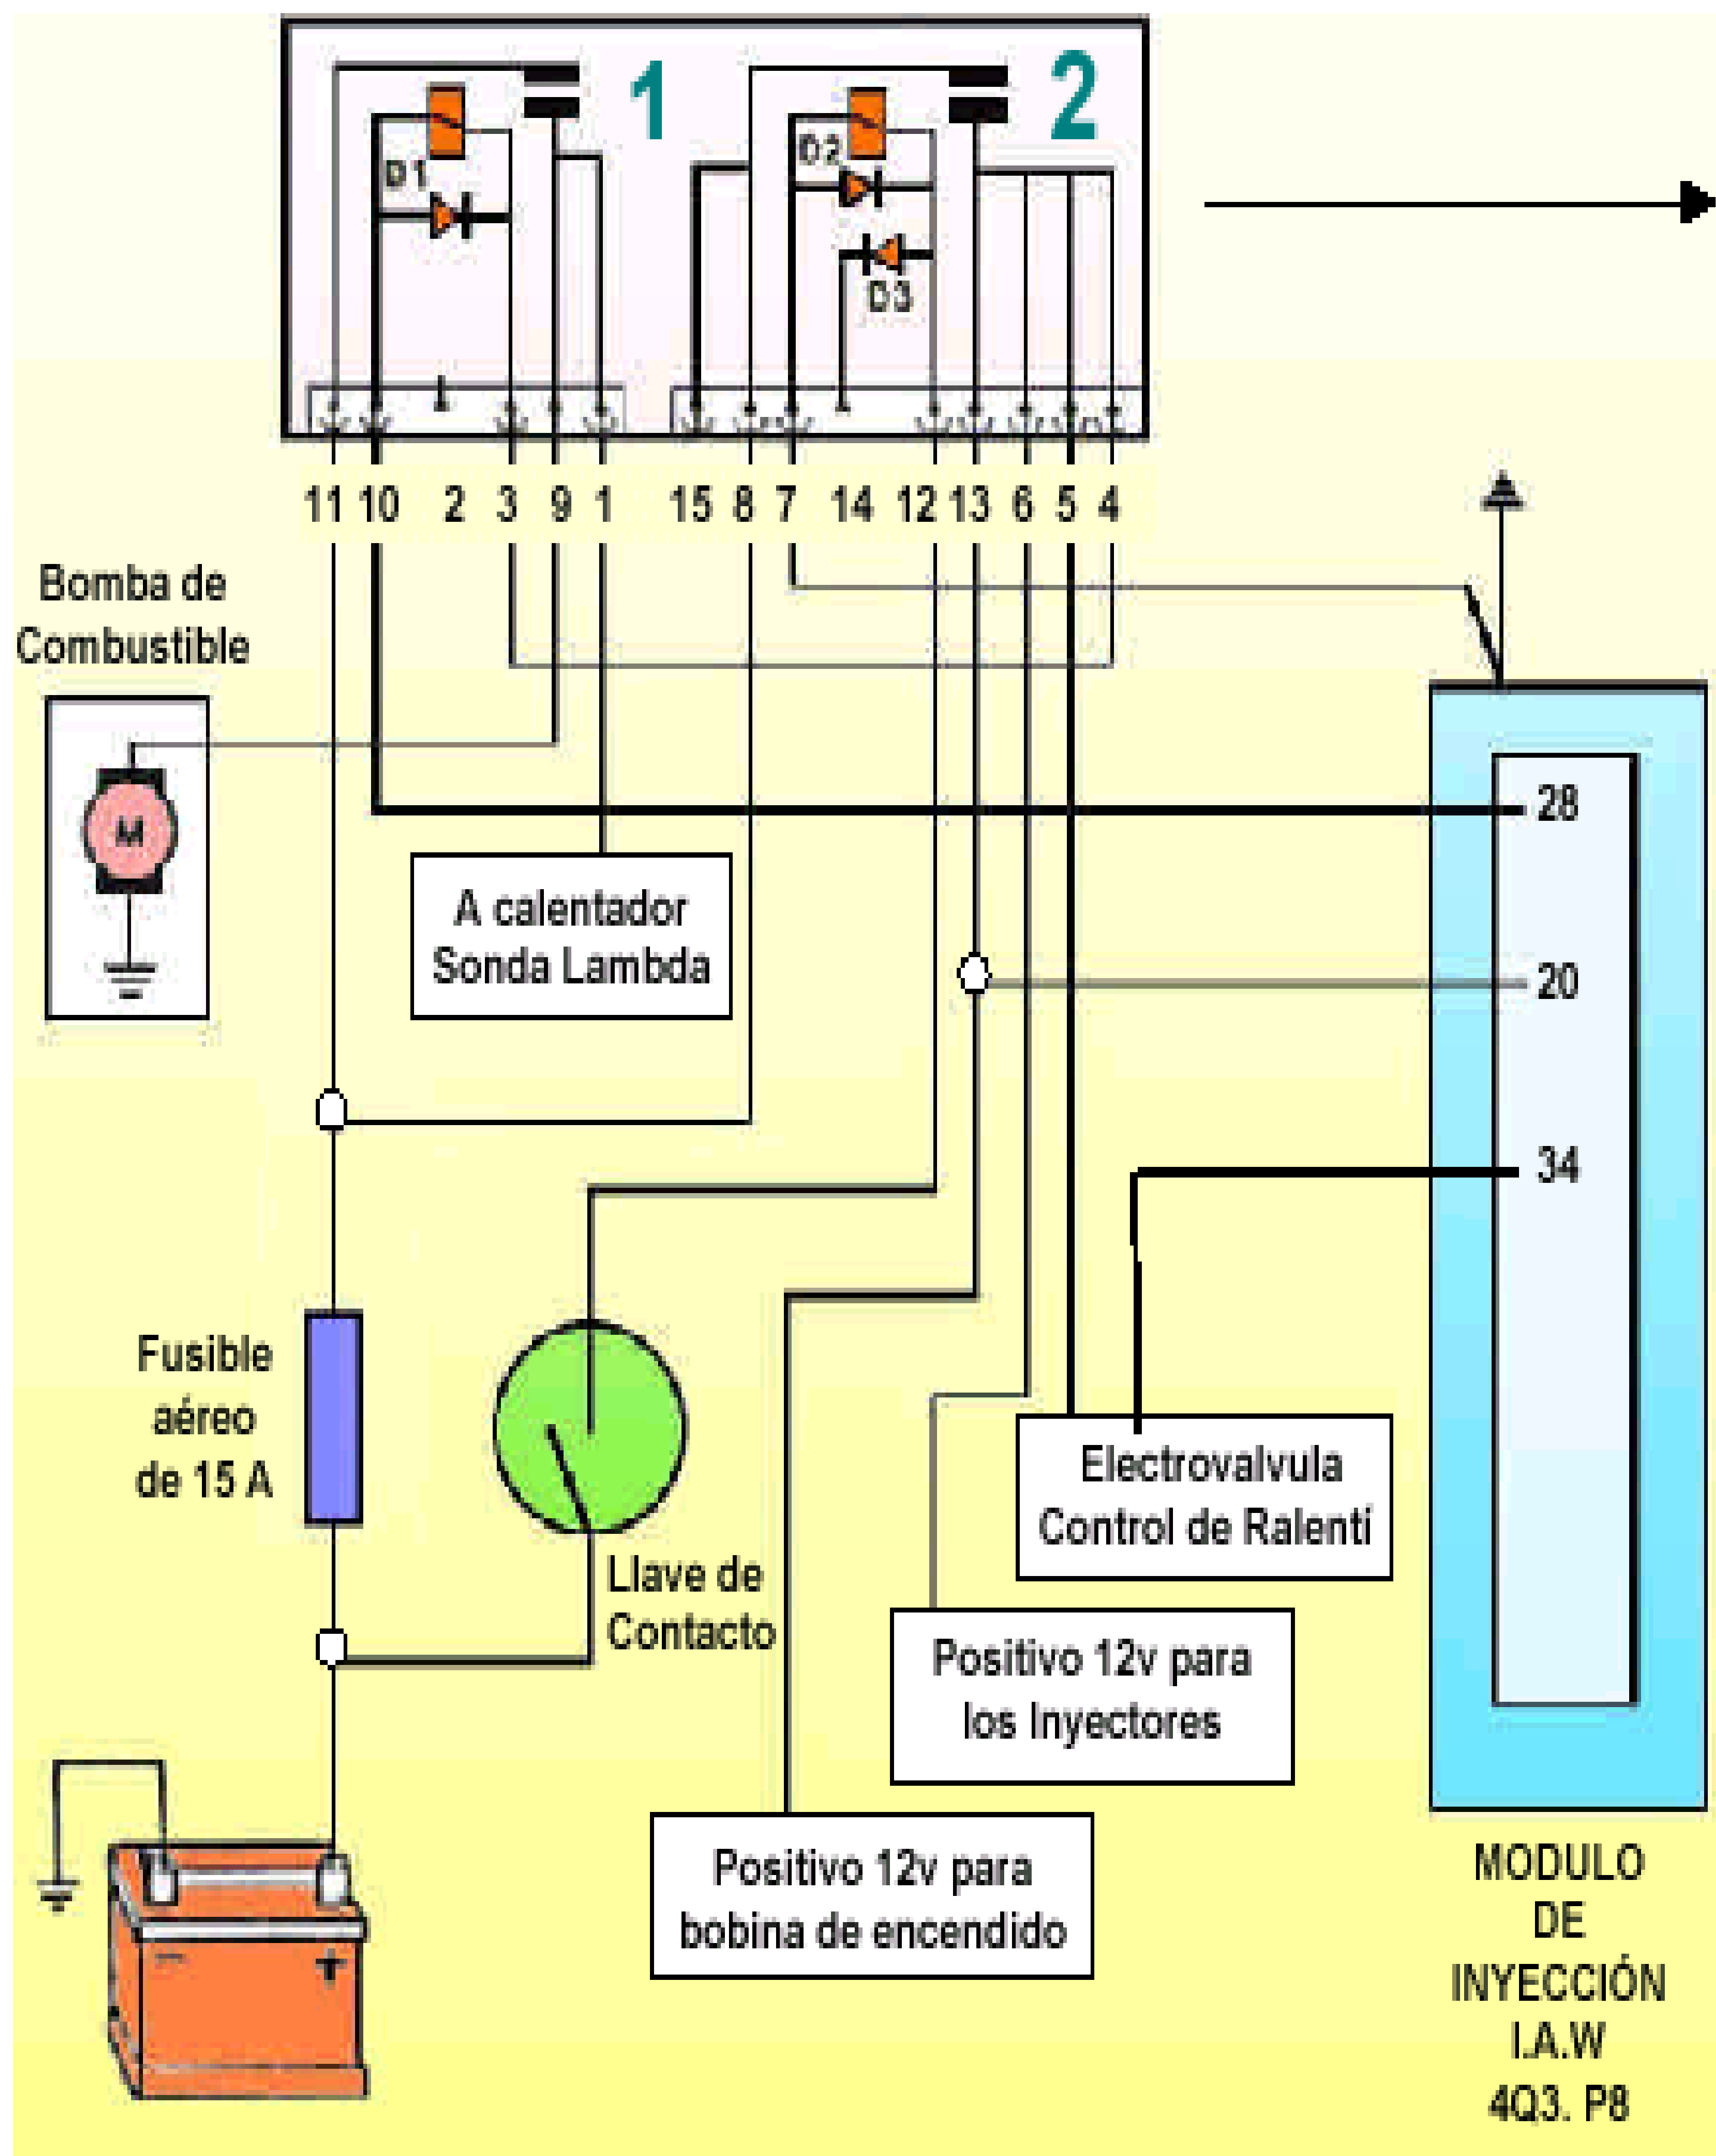 1
2
D1
D2
D3
11 10 2 3 9 1 15 8 7 14 12 13 6 5 4
Bomba de
Combustible
M
A calentador
Sonda Lambda
28
20
34
Fusible
aéreo
de 15 A
Llave de
Contacto
Electrovalvula
Control de Ralentí
Positivo 12v para
los Inyectores
Positivo 12v para
bobina de encendido
- +
MODULO
DE
INYECCIÓN
I.A.W
4Q3. P8